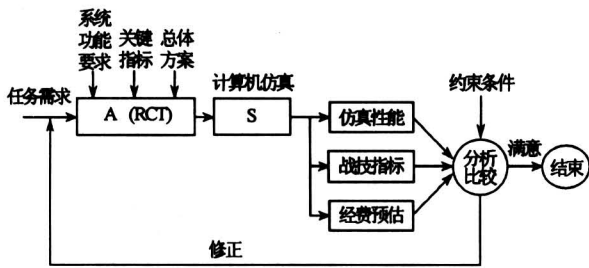 系统
功能
要求
关键
指标
总体
方案
任务需求
A (RCT)
计算机仿真
S
仿真性能
战技指标
经费预估
约束条件
分析
比较
满意
结束
修正